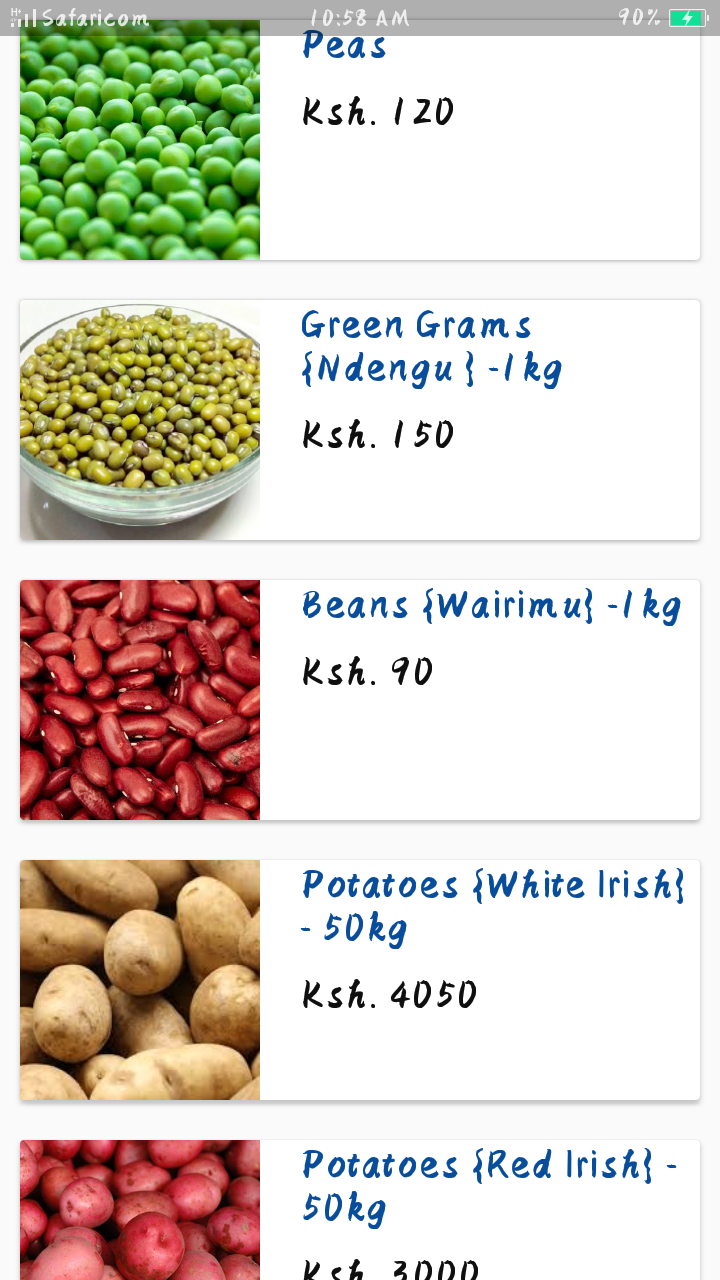 Safaricom 10:58 AM 90%
Peas
Ksh. 120
Green Grams
{Ndengu } -1kg
Ksh. 150
Beans {Wairimu} -1kg
Ksh. 90
Potatoes {White Irish}
- 50kg
Ksh. 4050
Potatoes {Red Irish} -
50kg
Ksh. 3000